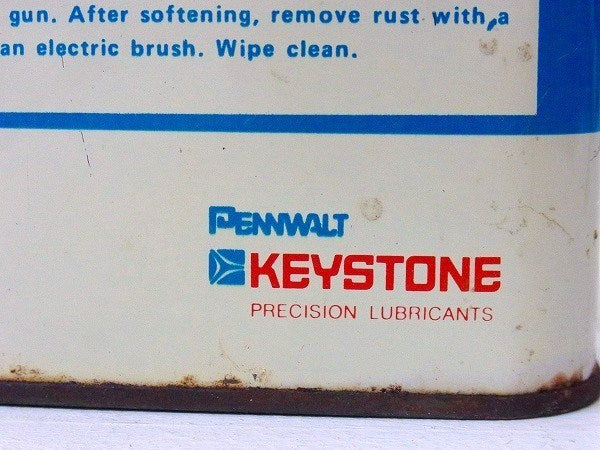 gun. After softening, remove rust with a
an electric brush. Wipe clean.
PENNWALT
KEYSTONE
PRECISION LUBRICANTS